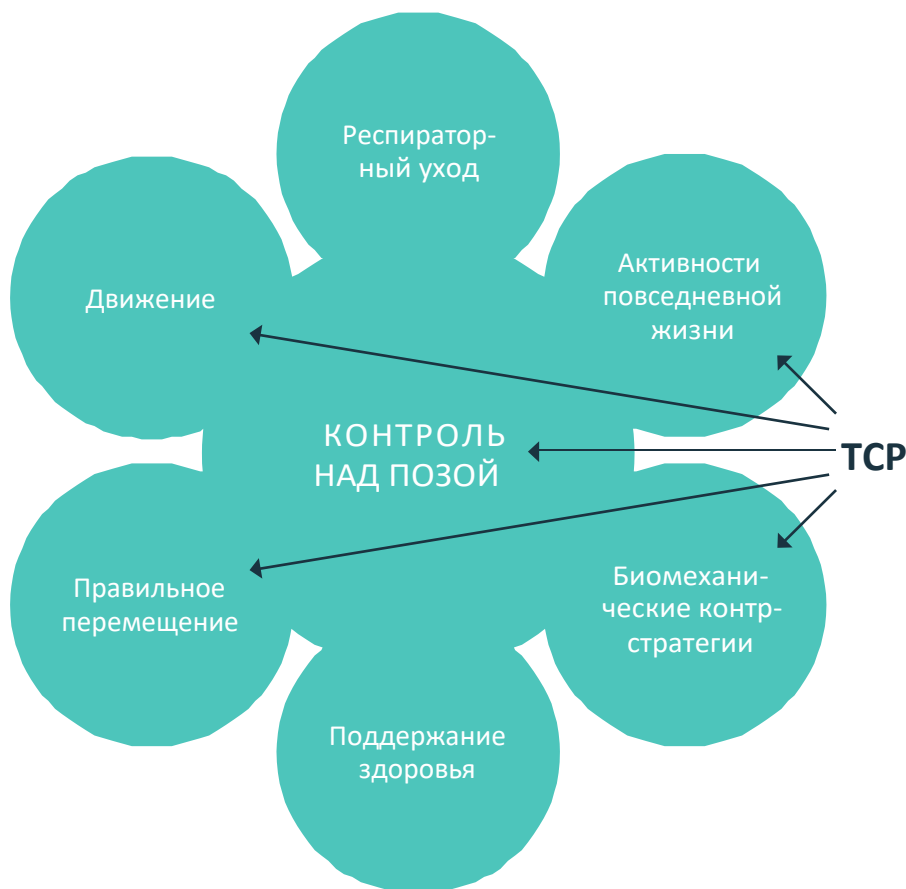 Респиратор-
ный уход
Активности
повседневной
жизни
Движение
КОНТРОЛЬ
НАД ПОЗОЙ
ТСР
Правильное
перемещение
Биомехани-
ческие контр-
стратегии
Поддержание
здоровья